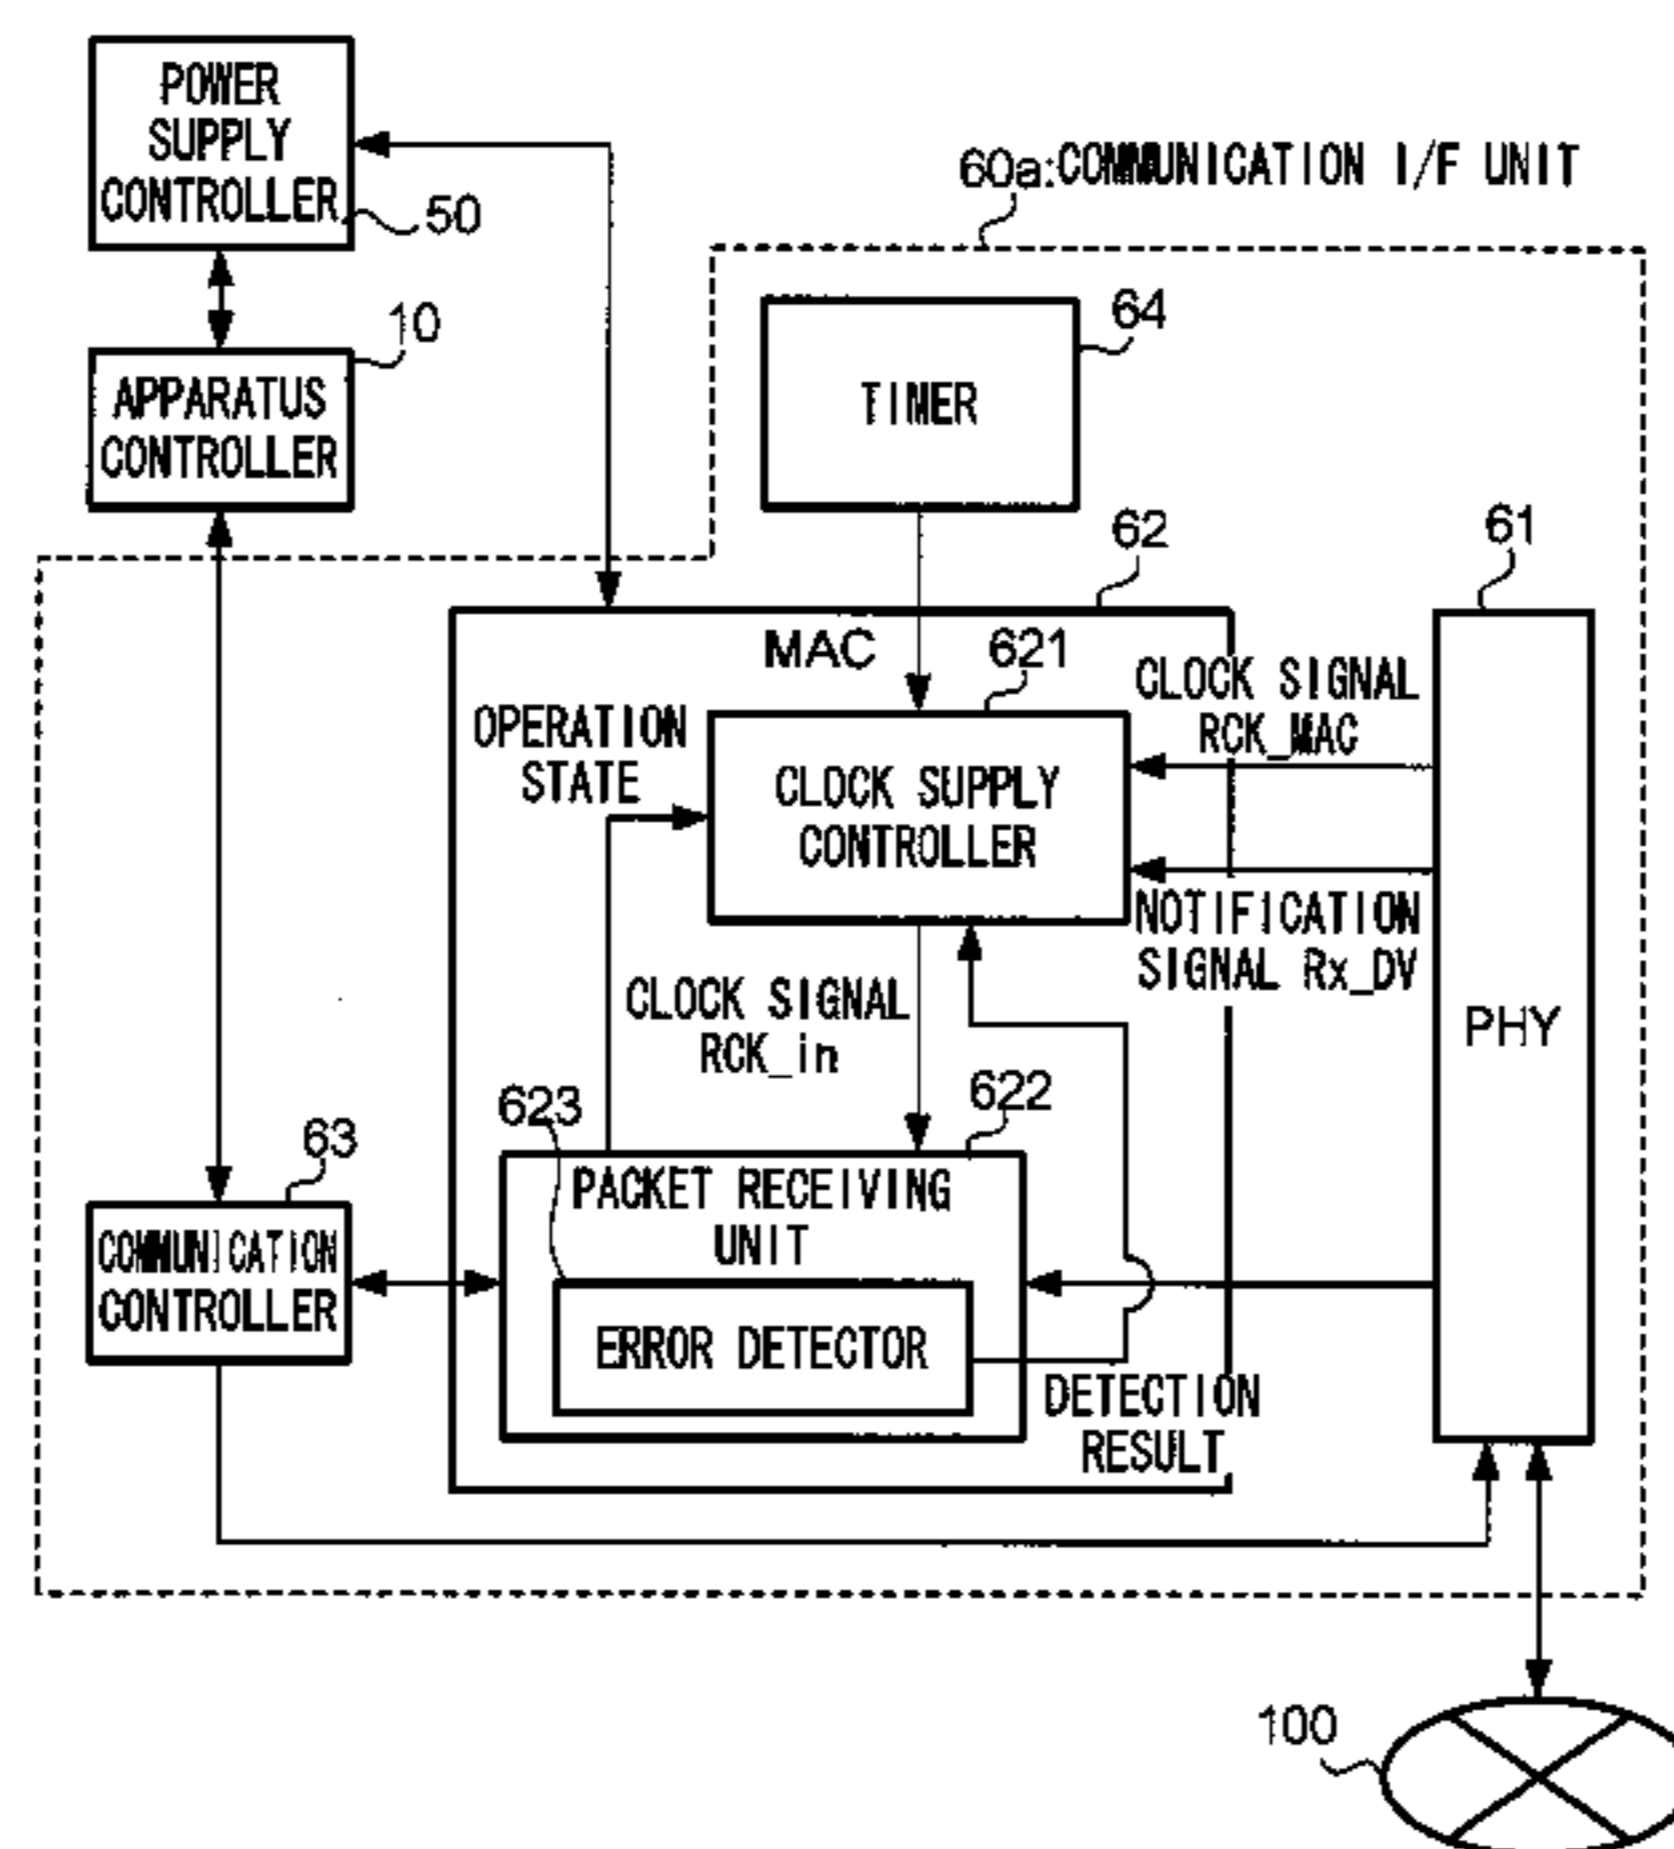 POWER
SUPPLY
CONTROLLER
50
60a:COMMUNICATION I/F UNIT
10
APPARATUS
CONTROLLER
64
TIMER
62
61
MAC
621
CLOCK SIGNAL
RCK_MAC
OPERATION
STATE
CLOCK SUPPLY
CONTROLLER
NOTIFICATION
SIGNAL Rx_DV
CLOCK SIGNAL
RCK_in
PHY
623
622
63
PACKET RECEIVING
UNIT
COMMUNICATION
CONTROLLER
ERROR DETECTOR
DETECTION
RESULT
100